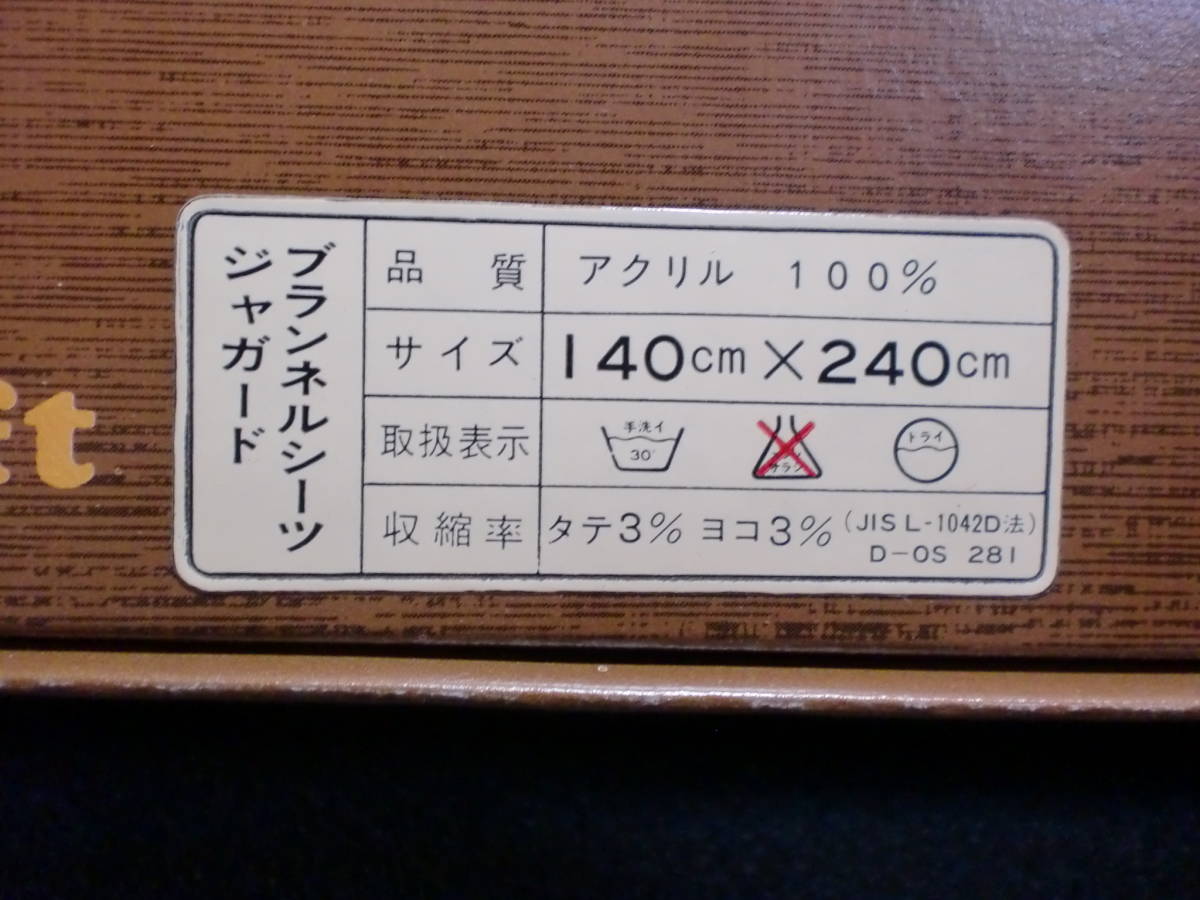 ブランネルシーツ
ジャガード
品質 アクリル 100%
サイズ 140cm×240cm
取扱表示 手洗イ 30 ドライ
収縮率 タテ3% ヨコ3% (JIS L-1042D法)
D-OS 281
ft